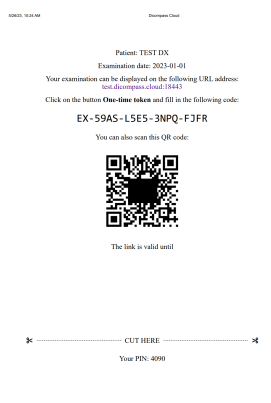 5/26/23, 10:24 AM Dicompass Cloud
Patient: TEST DX
Examination date: 2023-01-01
Your examination can be displayed on the following URL address:
test.dicompass.cloud:18443
Click on the button One-time token and fill in the following code:
EX-59AS-L5E5-3NPQ-FJFR
You can also scan this QR code:
The link is valid until
CUT HERE
Your PIN: 4090